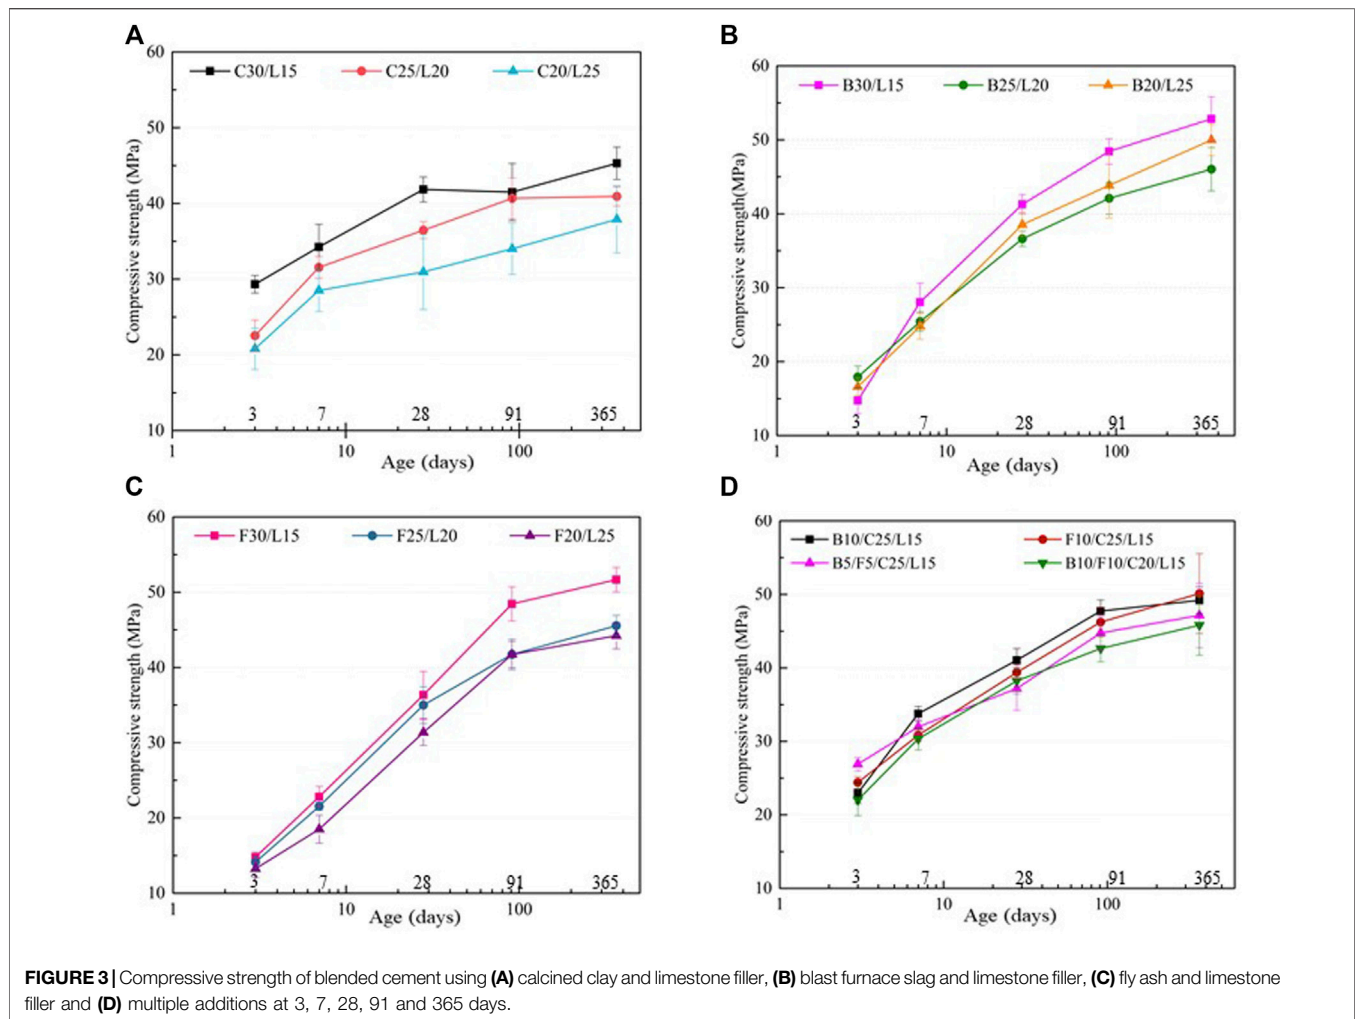 A
60
C30/L15 C25/L20 C20/L25
50
40
30
20
10
Compressive strength (MPa)
3 7 28 91 365
1 10 100
Age (days)
B
60
B30/L15 B25/L20 B20/L25
50
40
30
20
10
Compressive strength(MPa)
3 7 28 91 365
1 10 100
Age (days)
C
60
F30/L15 F25/L20 F20/L25
50
40
30
20
10
Compressive strength (MPa)
3 7 28 91 365
1 10 100
Age (days)
D
60
B10/C25/L15 F10/C25/L15
B5/F5/C25/L15 B10/F10/C20/L15
50
40
30
20
10
Compressive strength (MPa)
3 7 28 91 365
1 10 100
Age (days)
FIGURE 3 | Compressive strength of blended cement using (A) calcined clay and limestone filler, (B) blast furnace slag and limestone filler, (C) fly ash and limestone
filler and (D) multiple additions at 3, 7, 28, 91 and 365 days.